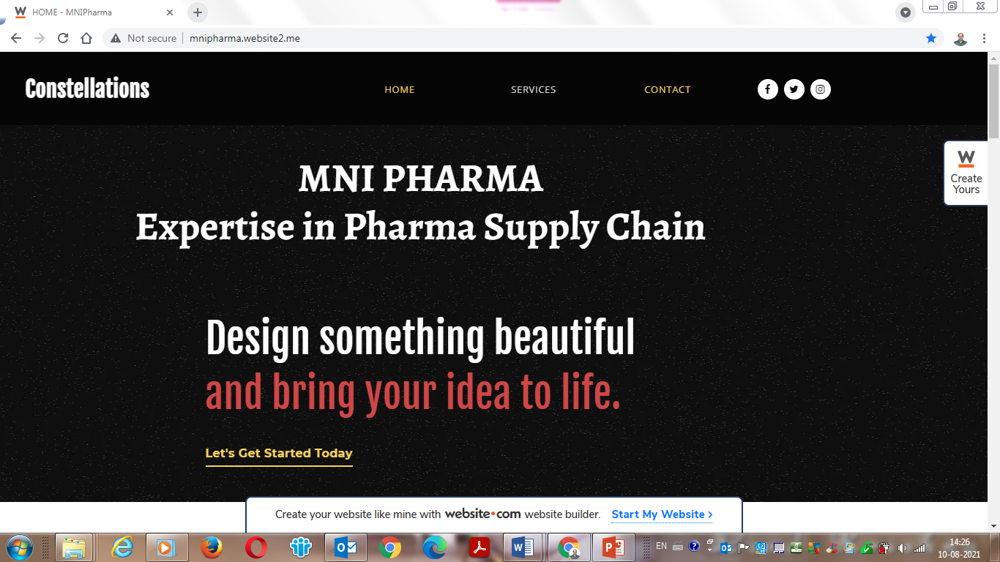 HOME - MNIPharma
Not secure
mnipharma.website2.me
Constellations
HOME
SERVICES
CONTACT
MNI PHARMA
Expertise in Pharma Supply Chain
W
Create
Yours
Design something beautiful
and bring your idea to life.
Let's Get Started Today
Create your website like mine with website.com website builder. Start My Website >
EN
14:26
10-08-2021